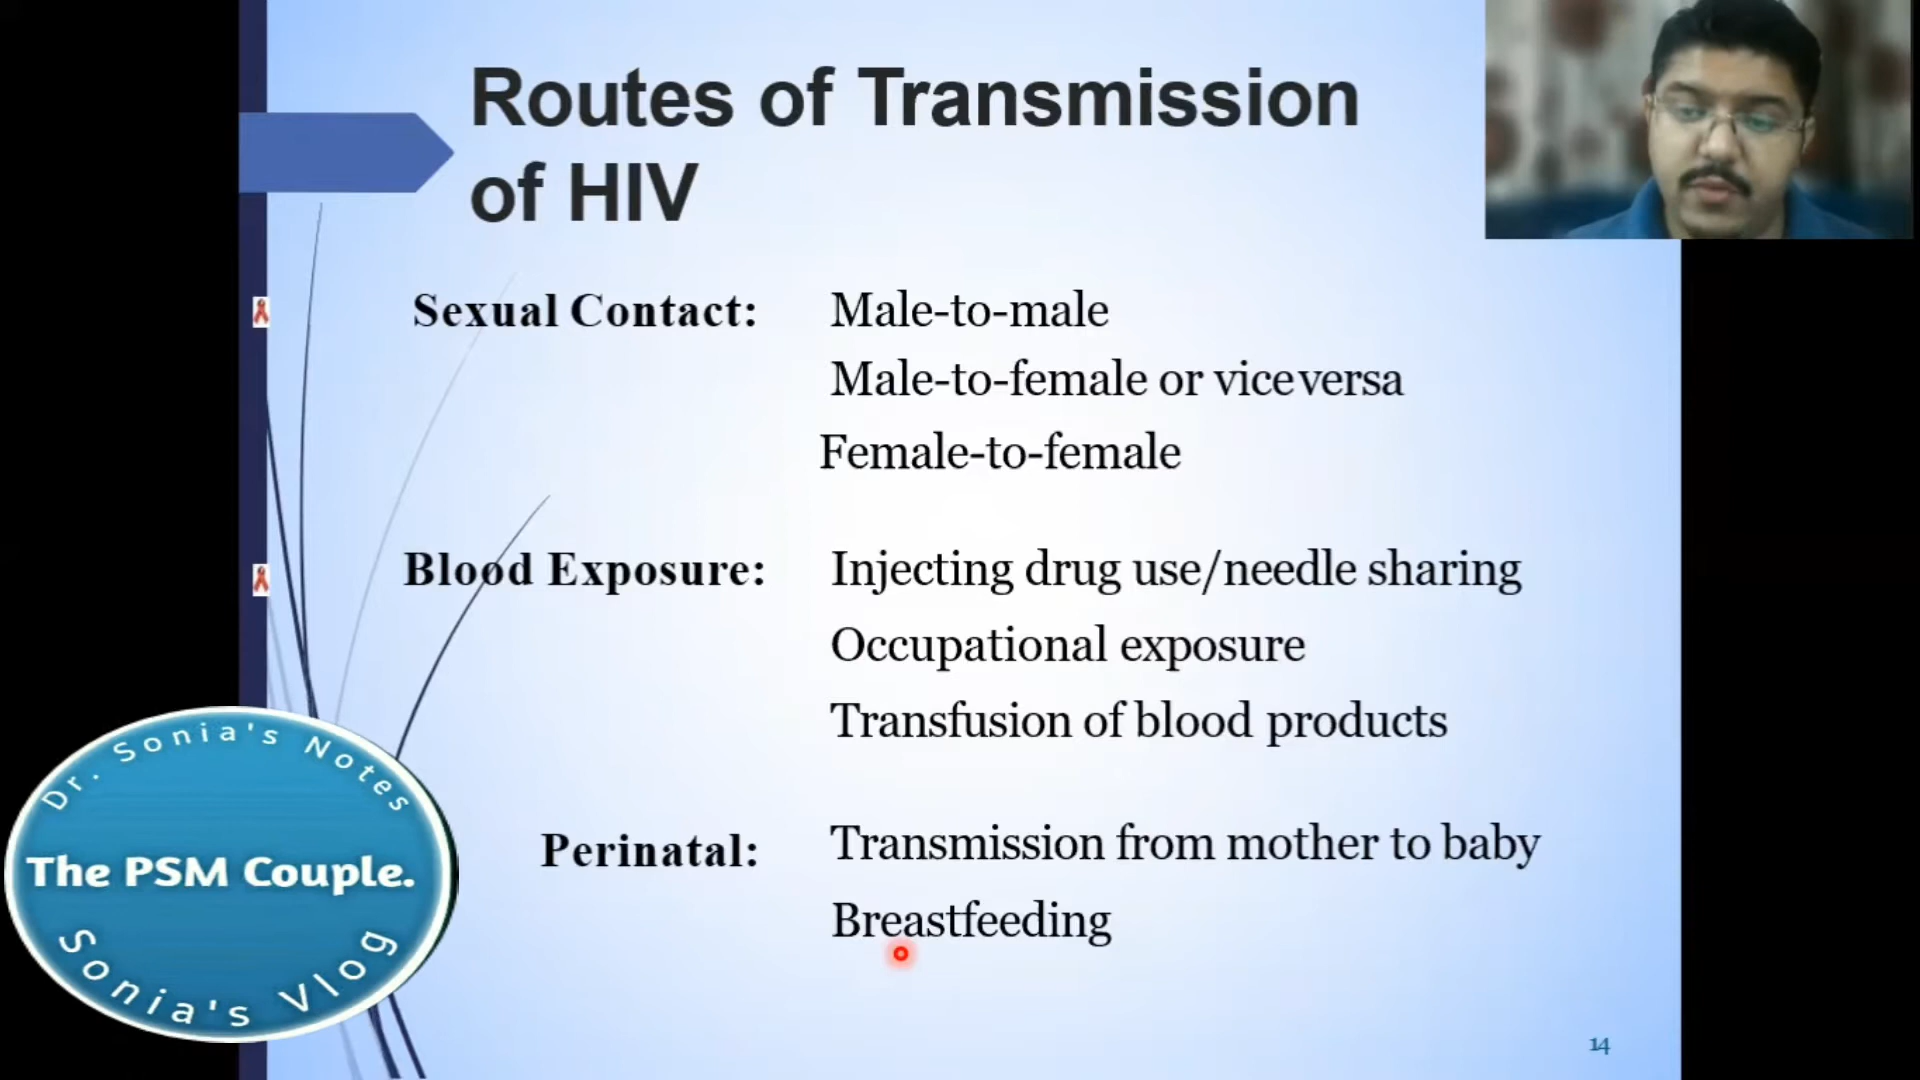 Routes of Transmission
of HIV
Sexual Contact: Male-to-male
Male-to-female or vice versa
Female-to-female
Blood Exposure: Injecting drug use/needle sharing
Occupational exposure
Transfusion of blood products
Perinatal: Transmission from mother to baby
Breastfeeding
Dr. Sonia's Notes
The PSM Couple.
Sonia's Vlog
14